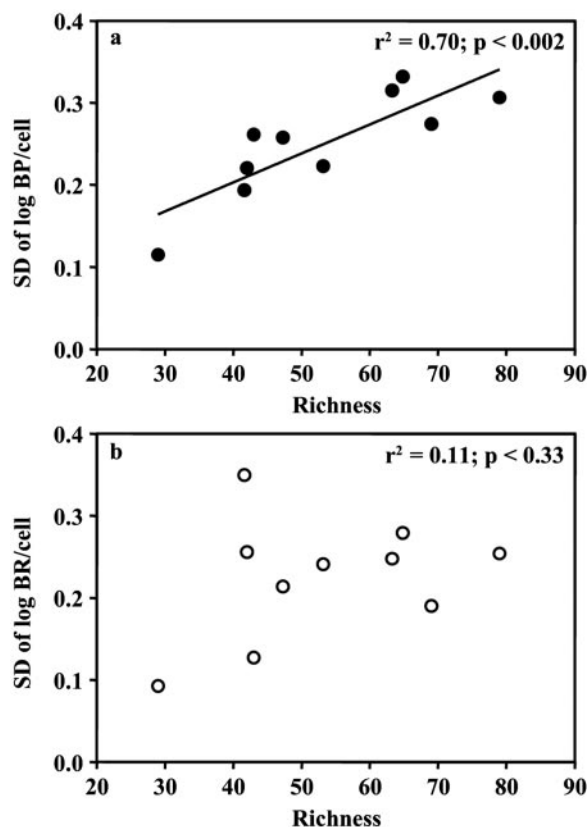 a
r² = 0.70; p < 0.002
SD of log BP/cell
0.4
0.3
0.2
0.1
0.0
20 30 40 50 60 70 80 90
Richness
b
r² = 0.11; p < 0.33
SD of log BR/cell
0.4
0.3
0.2
0.1
0.0
20 30 40 50 60 70 80 90
Richness